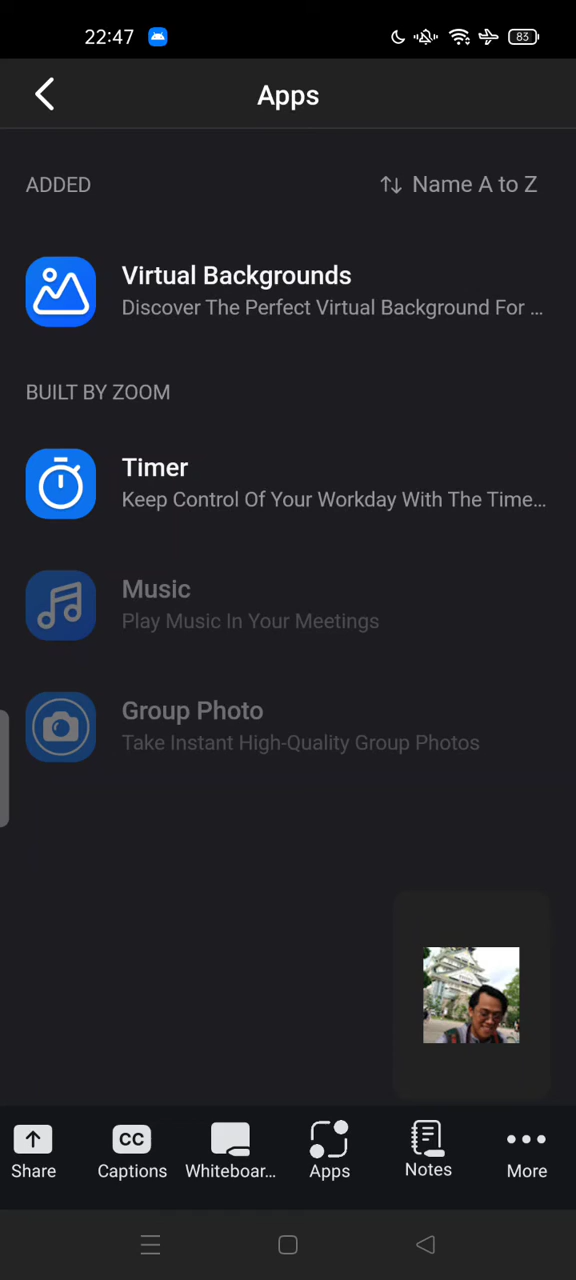 22:47
83
Apps
ADDED
Name A to Z
Virtual Backgrounds
Discover The Perfect Virtual Background For ...
BUILT BY ZOOM
Timer
Keep Control Of Your Workday With The Time...
Music
Play Music In Your Meetings
Group Photo
Take Instant High-Quality Group Photos
CC
Share Captions Whiteboar... Apps Notes More